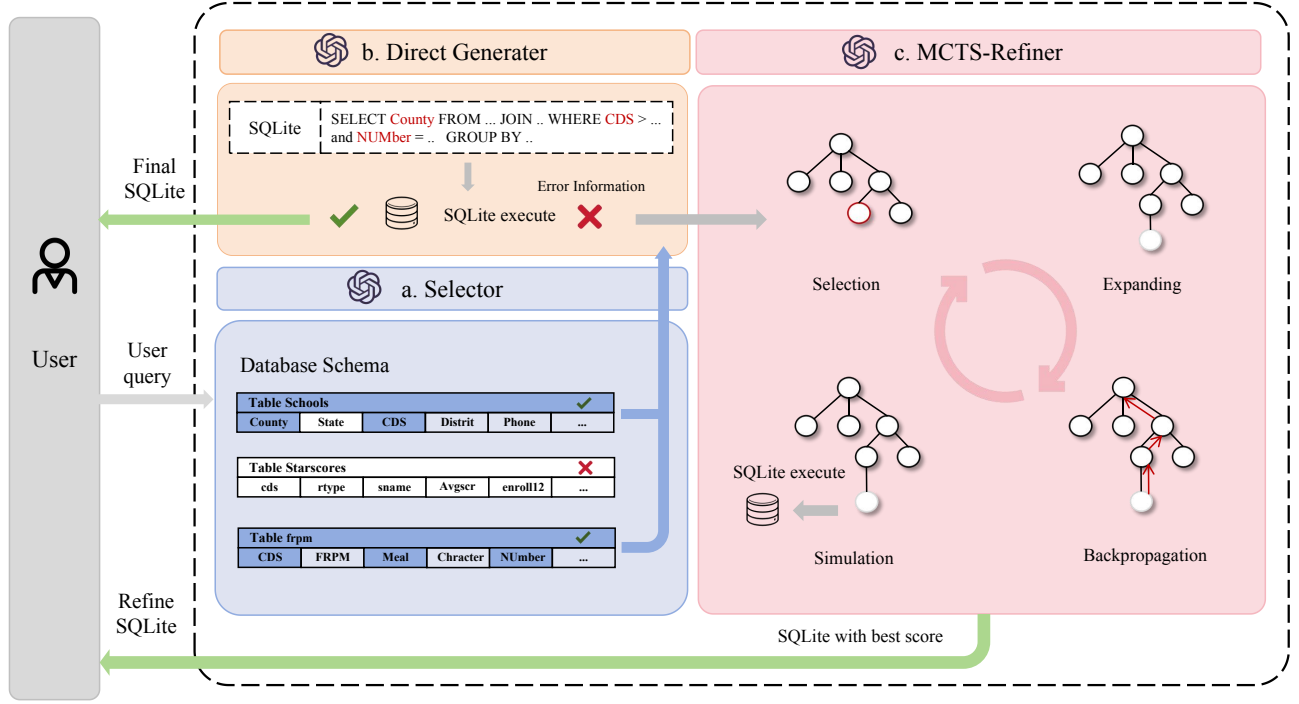 b. Direct Generater
c. MCTS-Refiner
SQLite
SELECT County FROM ... JOIN .. WHERE CDS > ...
and NUMber = .. GROUP BY ..
Error Information
SQLite execute
Final
SQLite
User
User
query
a. Selector
Database Schema
Table Schools
County State CDS Distrit Phone ...
Table Starscores
cds rtype sname Avgscr enroll12 ...
Table frpm
CDS FRPM Meal Chracter NUmber ...
Selection
Expanding
SQLite execute
Simulation
Backpropagation
Refine
SQLite
SQLite with best score